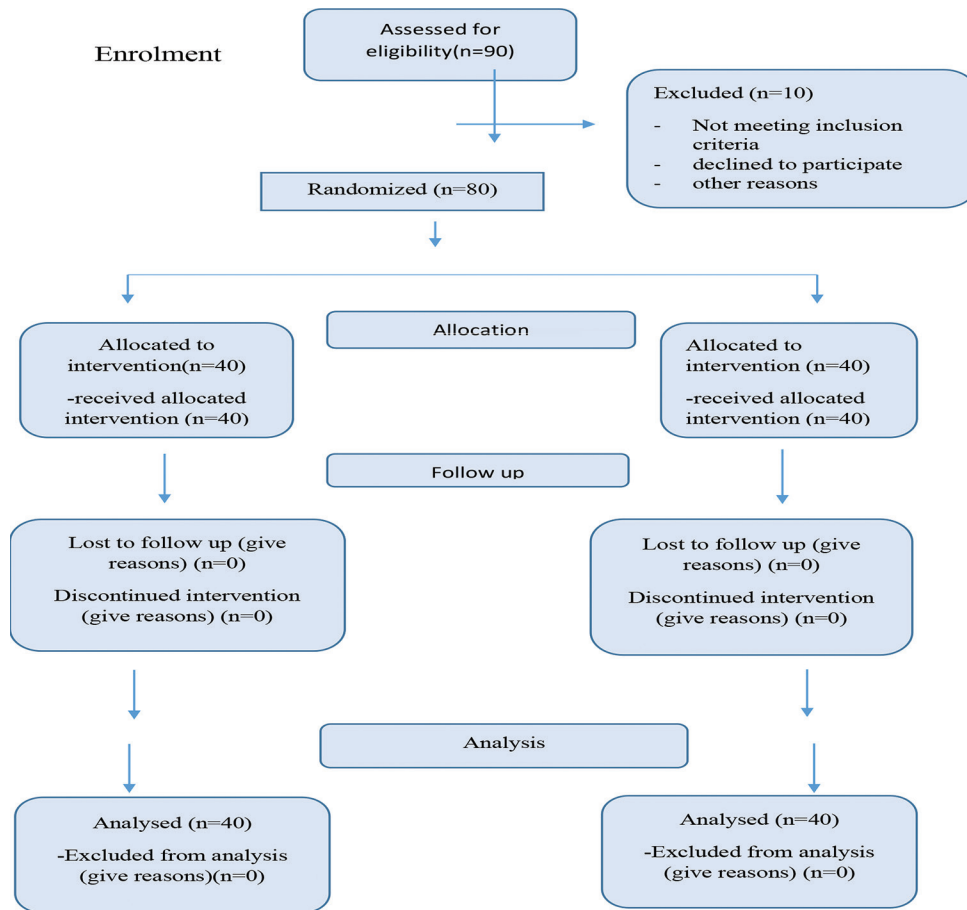 Enrolment
Assessed for
eligibility(n=90)
Excluded (n=10)
- Not meeting inclusion
criteria
- declined to participate
- other reasons
Randomized (n=80)
Allocation
Allocated to
intervention(n=40)
-received allocated
intervention (n=40)
Allocated to
intervention (n=40)
-received allocated
intervention (n=40)
Follow up
Lost to follow up (give
reasons) (n=0)
Discontinued intervention
(give reasons) (n=0)
Lost to follow up (give
reasons) (n=0)
Discontinued intervention
(give reasons) (n=0)
Analysis
Analysed (n=40)
-Excluded from analysis
(give reasons)(n=0)
Analysed (n=40)
-Excluded from analysis
(give reasons) (n=0)